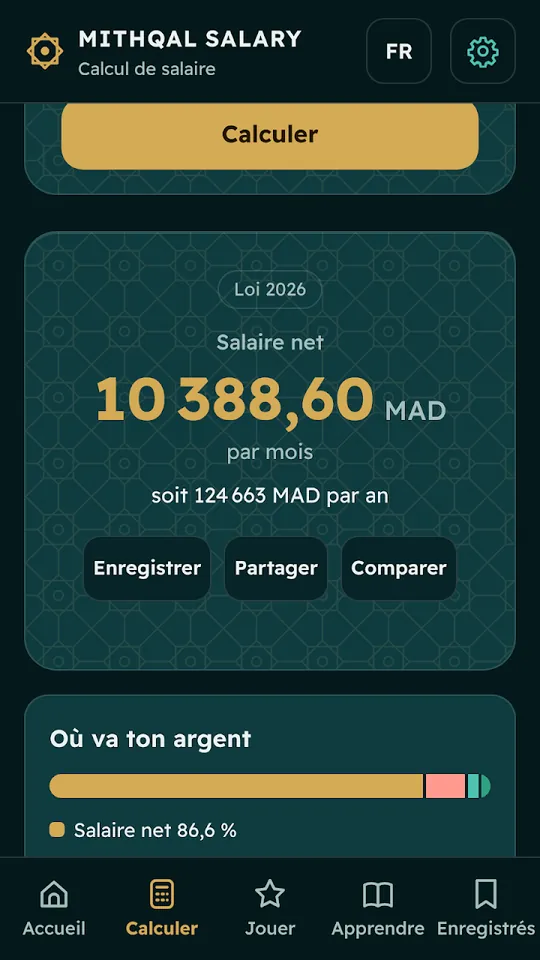 MITHQAL SALARY
Calcul de salaire
FR
Calculer
Loi 2026
Salaire net
10 388,60 MAD
par mois
soit 124 663 MAD par an
Enregistrer Partager Comparer
Où va ton argent
Salaire net 86,6 %
Accueil Calculer Jouer Apprendre Enregistrés